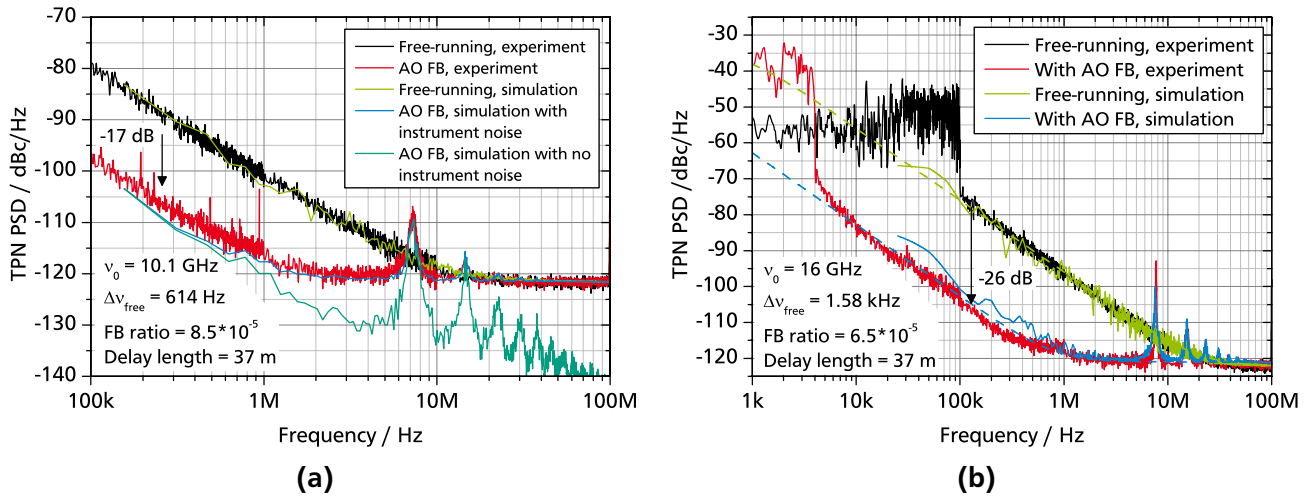 TPN PSD / dBc/Hz
-70
-80
-90
-100
-110
-120
-130
-140
Free-running, experiment
AO FB, experiment
Free-running, simulation
AO FB, simulation with
instrument noise
AO FB, simulation with no
instrument noise
-17 dB
ν0 = 10.1 GHz
Δνfree = 614 Hz
FB ratio = 8.5*10-5
Delay length = 37 m
100k 1M 10M 100M
Frequency / Hz
(a)
TPN PSD /dBc/Hz
-30
-40
-50
-60
-70
-80
-90
-100
-110
-120
Free-running, experiment
With AO FB, experiment
Free-running, simulation
With AO FB, simulation
-26 dB
ν0 = 16 GHz
Δνfree = 1.58 kHz
FB ratio = 6.5*10-5
Delay length = 37 m
1k 10k 100k 1M 10M 100M
Frequency / Hz
(b)